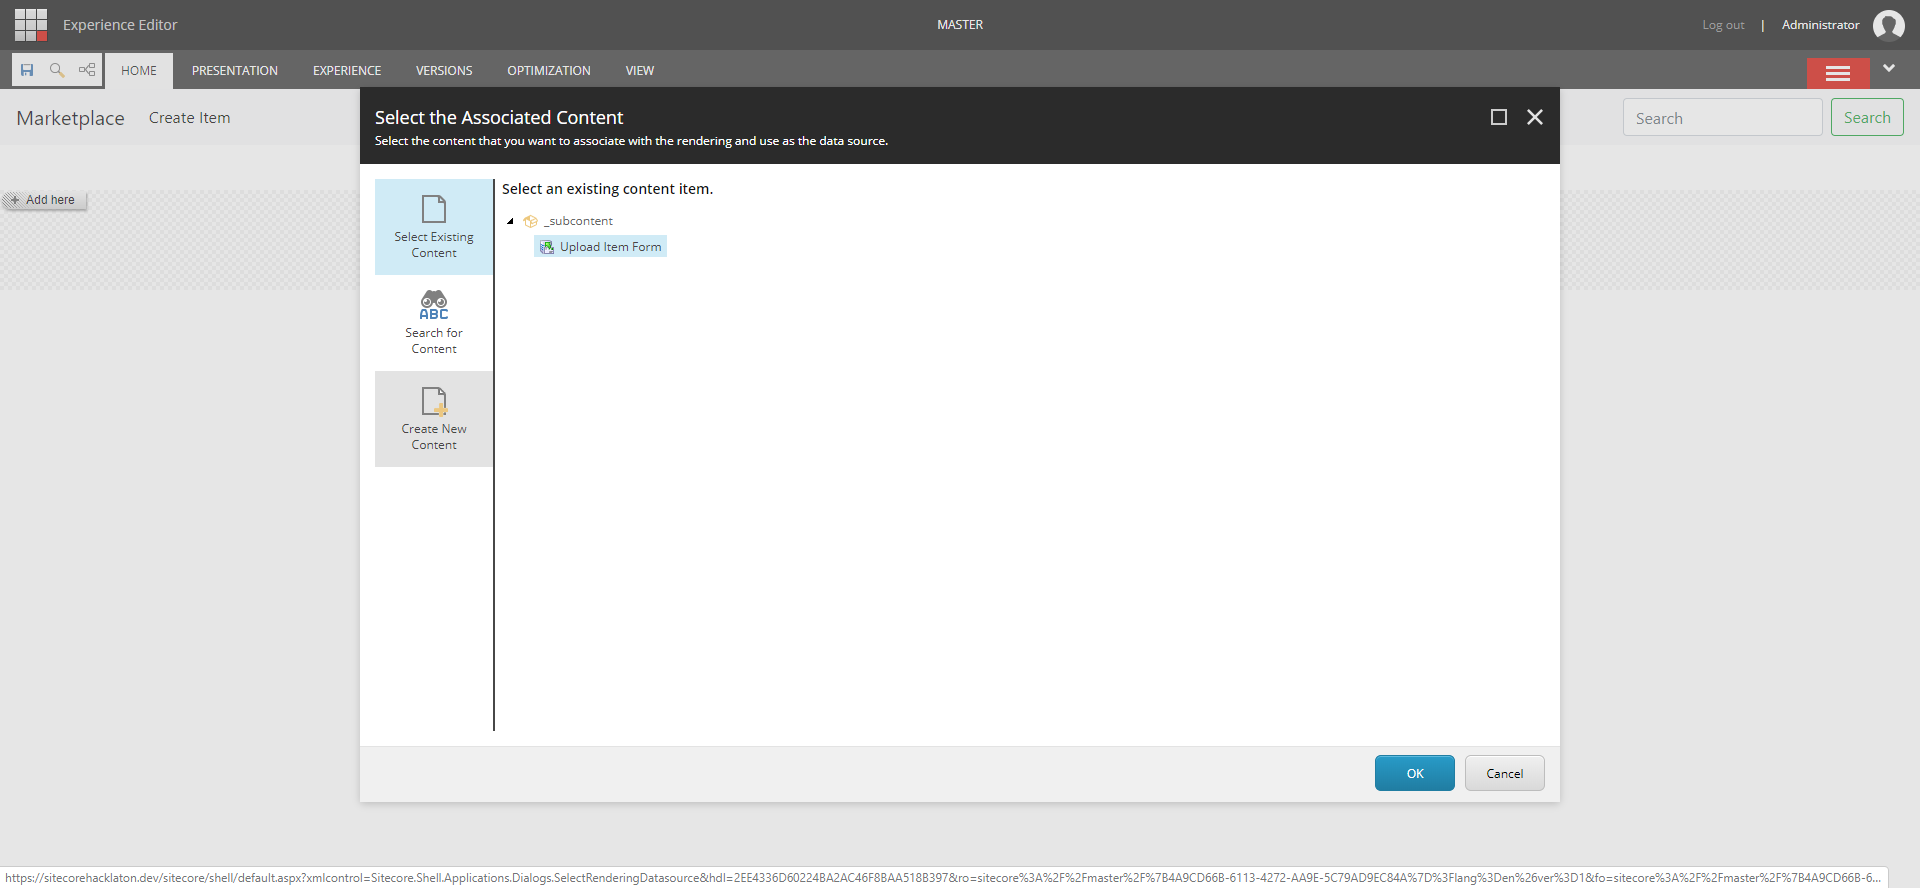 Experience Editor
MASTER
Log out | Administrator
HOME PRESENTATION EXPERIENCE VERSIONS OPTIMIZATION VIEW
Marketplace Create Item
Search
Search
+ Add here
Select the Associated Content
Select the content that you want to associate with the rendering and use as the data source.
Select Existing
Content
ABC
Search for
Content
Create New
Content
Select an existing content item.
_subcontent
Upload Item Form
OK
Cancel
https://sitecorehacklaton.dev/sitecore/shell/default.aspx?xmlcontrol=Sitecore.Shell.Applications.Dialogs.SelectRenderingDatasource&hdl=2EE4336D60224BA2AC46F8BAA518B397&ro=sitecore%3A%2F%2Fmaster%2F%7B4A9CD66B-6113-4272-AA9E-5C79AD9EC84A%7D%3Flang%3Den%26ver%3D1&fo=sitecore%3A%2F%2Fmaster%2F%7B4A9CD66B-6...